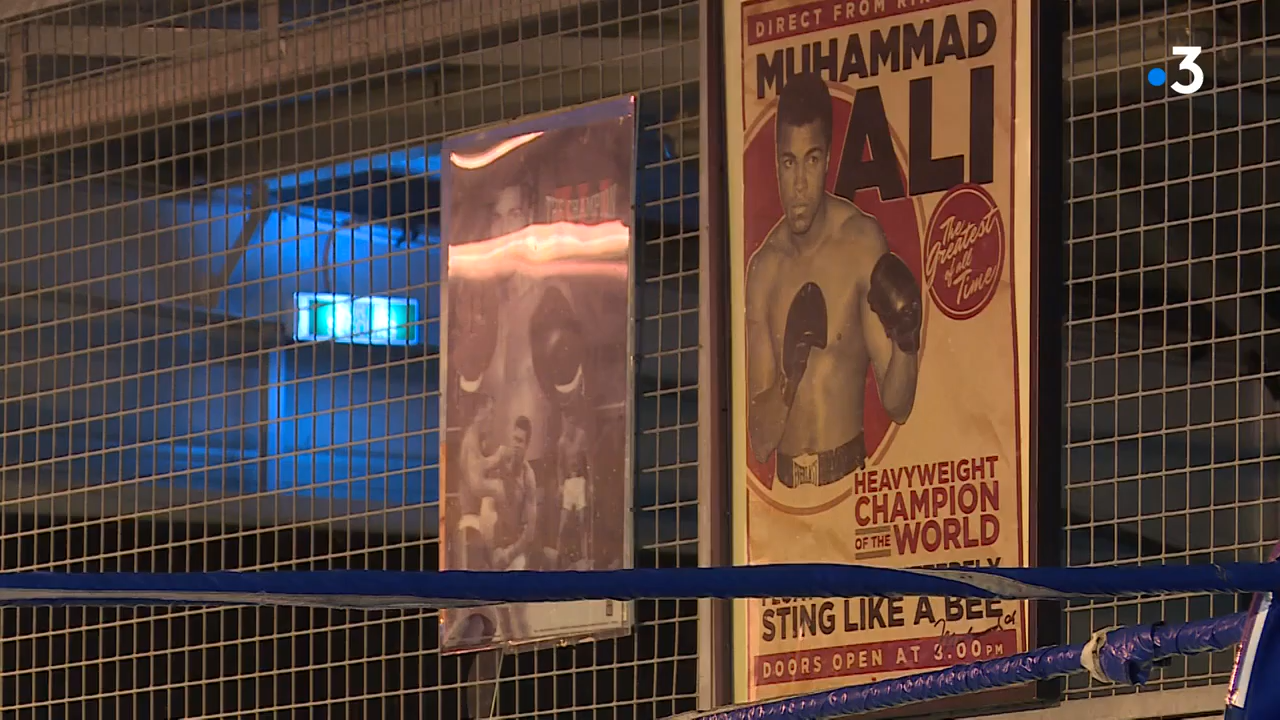 3
DIRECT FROM
MUHAMMAD
ALI
The
Greatest
of all
Time
HEAVYWEIGHT
CHAMPION
OF THE WORLD
STING LIKE A BEE
DOORS OPEN AT 3.00PM